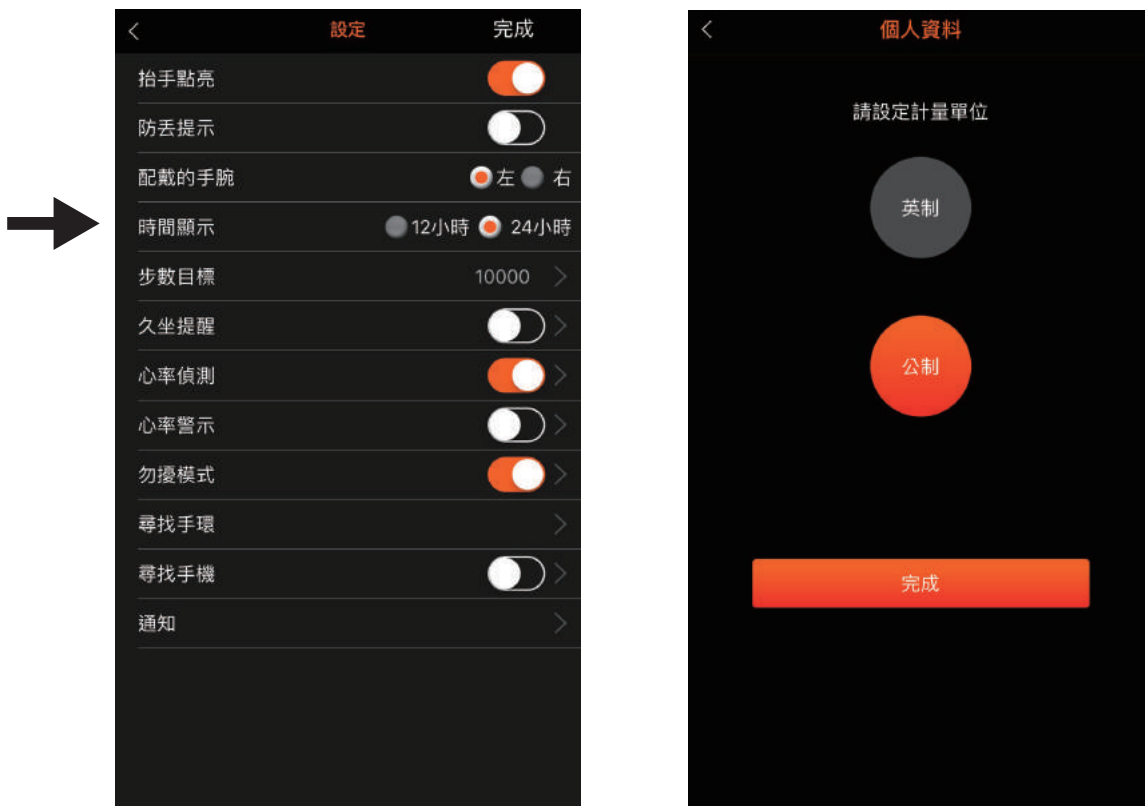 設定 完成
抬手點亮
防丟提示
配戴的手腕 左 右
時間顯示 12小時 24小時
步數目標 10000
久坐提醒
心率偵測
心率警示
勿擾模式
尋找手環
尋找手機
通知
個人資料
請設定計量單位
英制
公制
完成